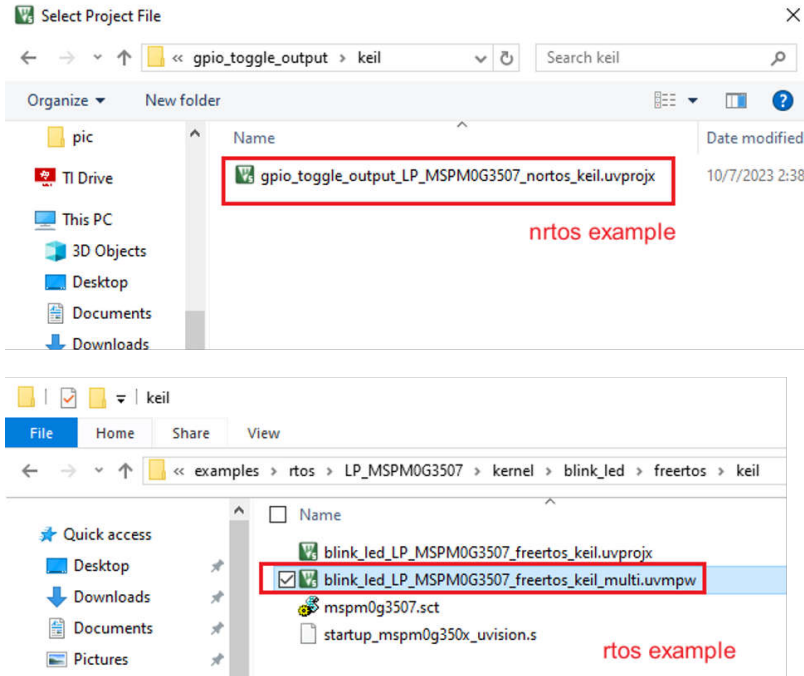 Select Project File
« gpio_toggle_output › keil
Search keil
Organize
New folder
pic
Name
Date modified
gpio_toggle_output_LP_MSPM0G3507_nortos_keil.uvprojx
10/7/2023 2:38
TI Drive
This PC
nrtos example
3D Objects
Desktop
Documents
Downloads
keil
File Home Share View
« examples › rtos › LP_MSPM0G3507 › kernel › blink_led › freertos › keil
Name
Quick access
blink_led_LP_MSPM0G3507_freertos_keil.uvprojx
Desktop
blink_led_LP_MSPM0G3507_freertos_keil_multi.uvmpw
Downloads
mspm0g3507.sct
Documents
startup_mspm0g350x_uvision.s
Pictures
rtos example